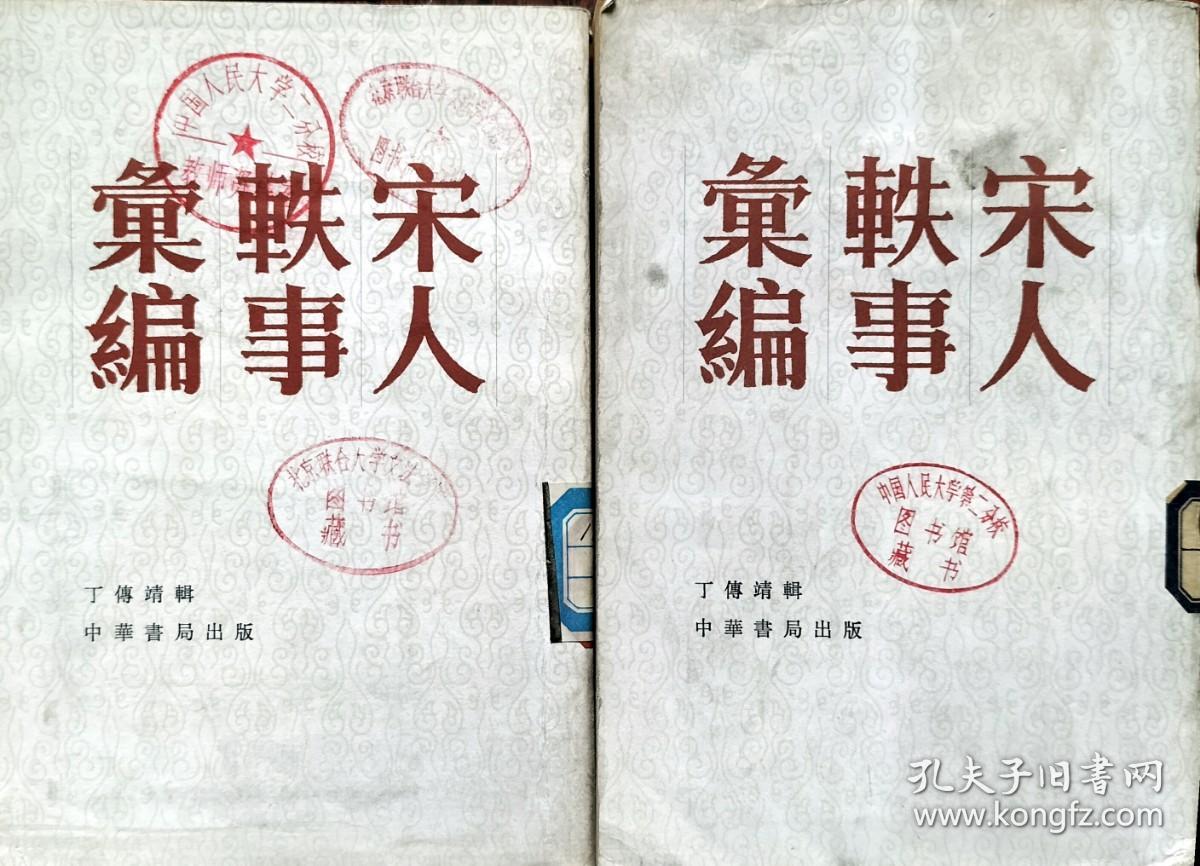 宋人
軼事
彙編
中国人民大学二分校
教师
图书
北京联合大学文法
图书馆
藏书
丁傳靖輯
中華書局出版
宋人
軼事
彙編
中国人民大学第二分校
图书馆
藏书
丁傳靖輯
中華書局出版
孔夫子旧书网
www.kongfz.com